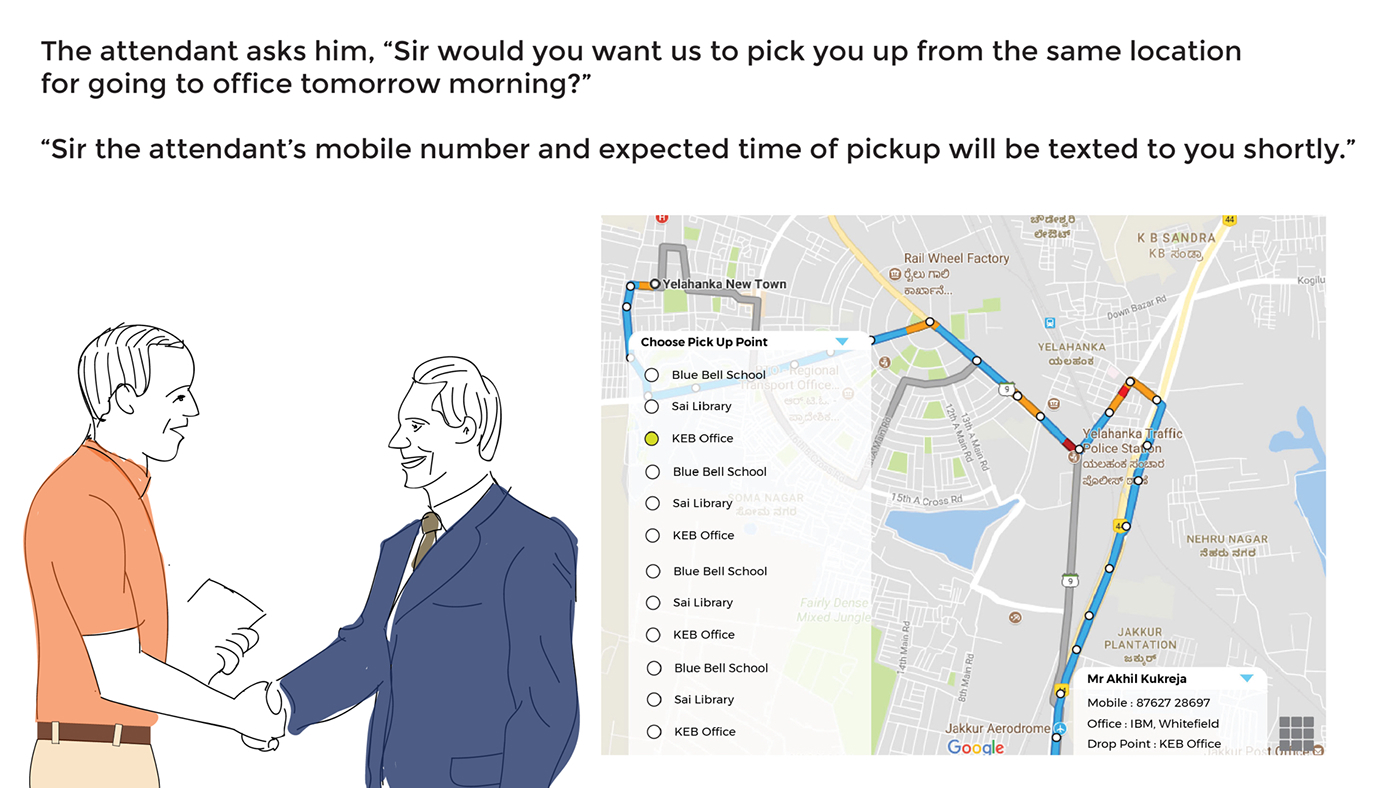 The attendant asks him, “Sir would you want us to pick you up from the same location
for going to office tomorrow morning?”
“Sir the attendant’s mobile number and expected time of pickup will be texted to you shortly.”
H
ಚೌಡೇಶ್ವರಿ
ಲೇಔಟ್
44
K B SANDRA
KB ಸಂಡ್ರಾ
Rail Wheel Factory
ರೈಲು ಗಾಲಿ
ಕಾರ್ಖಾನೆ...
Kogilu
Yelahanka New Town
Down Bazar Rd
YELAHANKA
ಯಲಹಂಕ
Choose Pick Up Point
Blue Bell School
Regional
Transport Office...
Sai Library
KEB Office
Blue Bell School
Sai Library
KEB Office
Blue Bell School
Sai Library
KEB Office
Blue Bell School
Sai Library
KEB Office
9
12th A Main Rd
13th A Main Rd
A Main Rd
Yelahanka Traffic
Police Station
ಯಲಹಂಕ ಸಂಚಾರ
ಪೊಲೀಸ್ ಠಾಣೆ
15th A Cross Rd
SOMA NAGAR
ಸೋಮ ನಗರ
NEHRU NAGAR
ನೆಹರು ನಗರ
9
Fairly Dense
Mixed Jungle
14th Main Rd
8th Main Rd
JAKKUR
PLANTATION
ಜಕ್ಕುರ್
Mr Akhil Kukreja
Mobile : 87627 28697
Office : IBM, Whitefield
Drop Point : KEB Office
Jakkur Aerodrome
Google
Jakkur Post Office